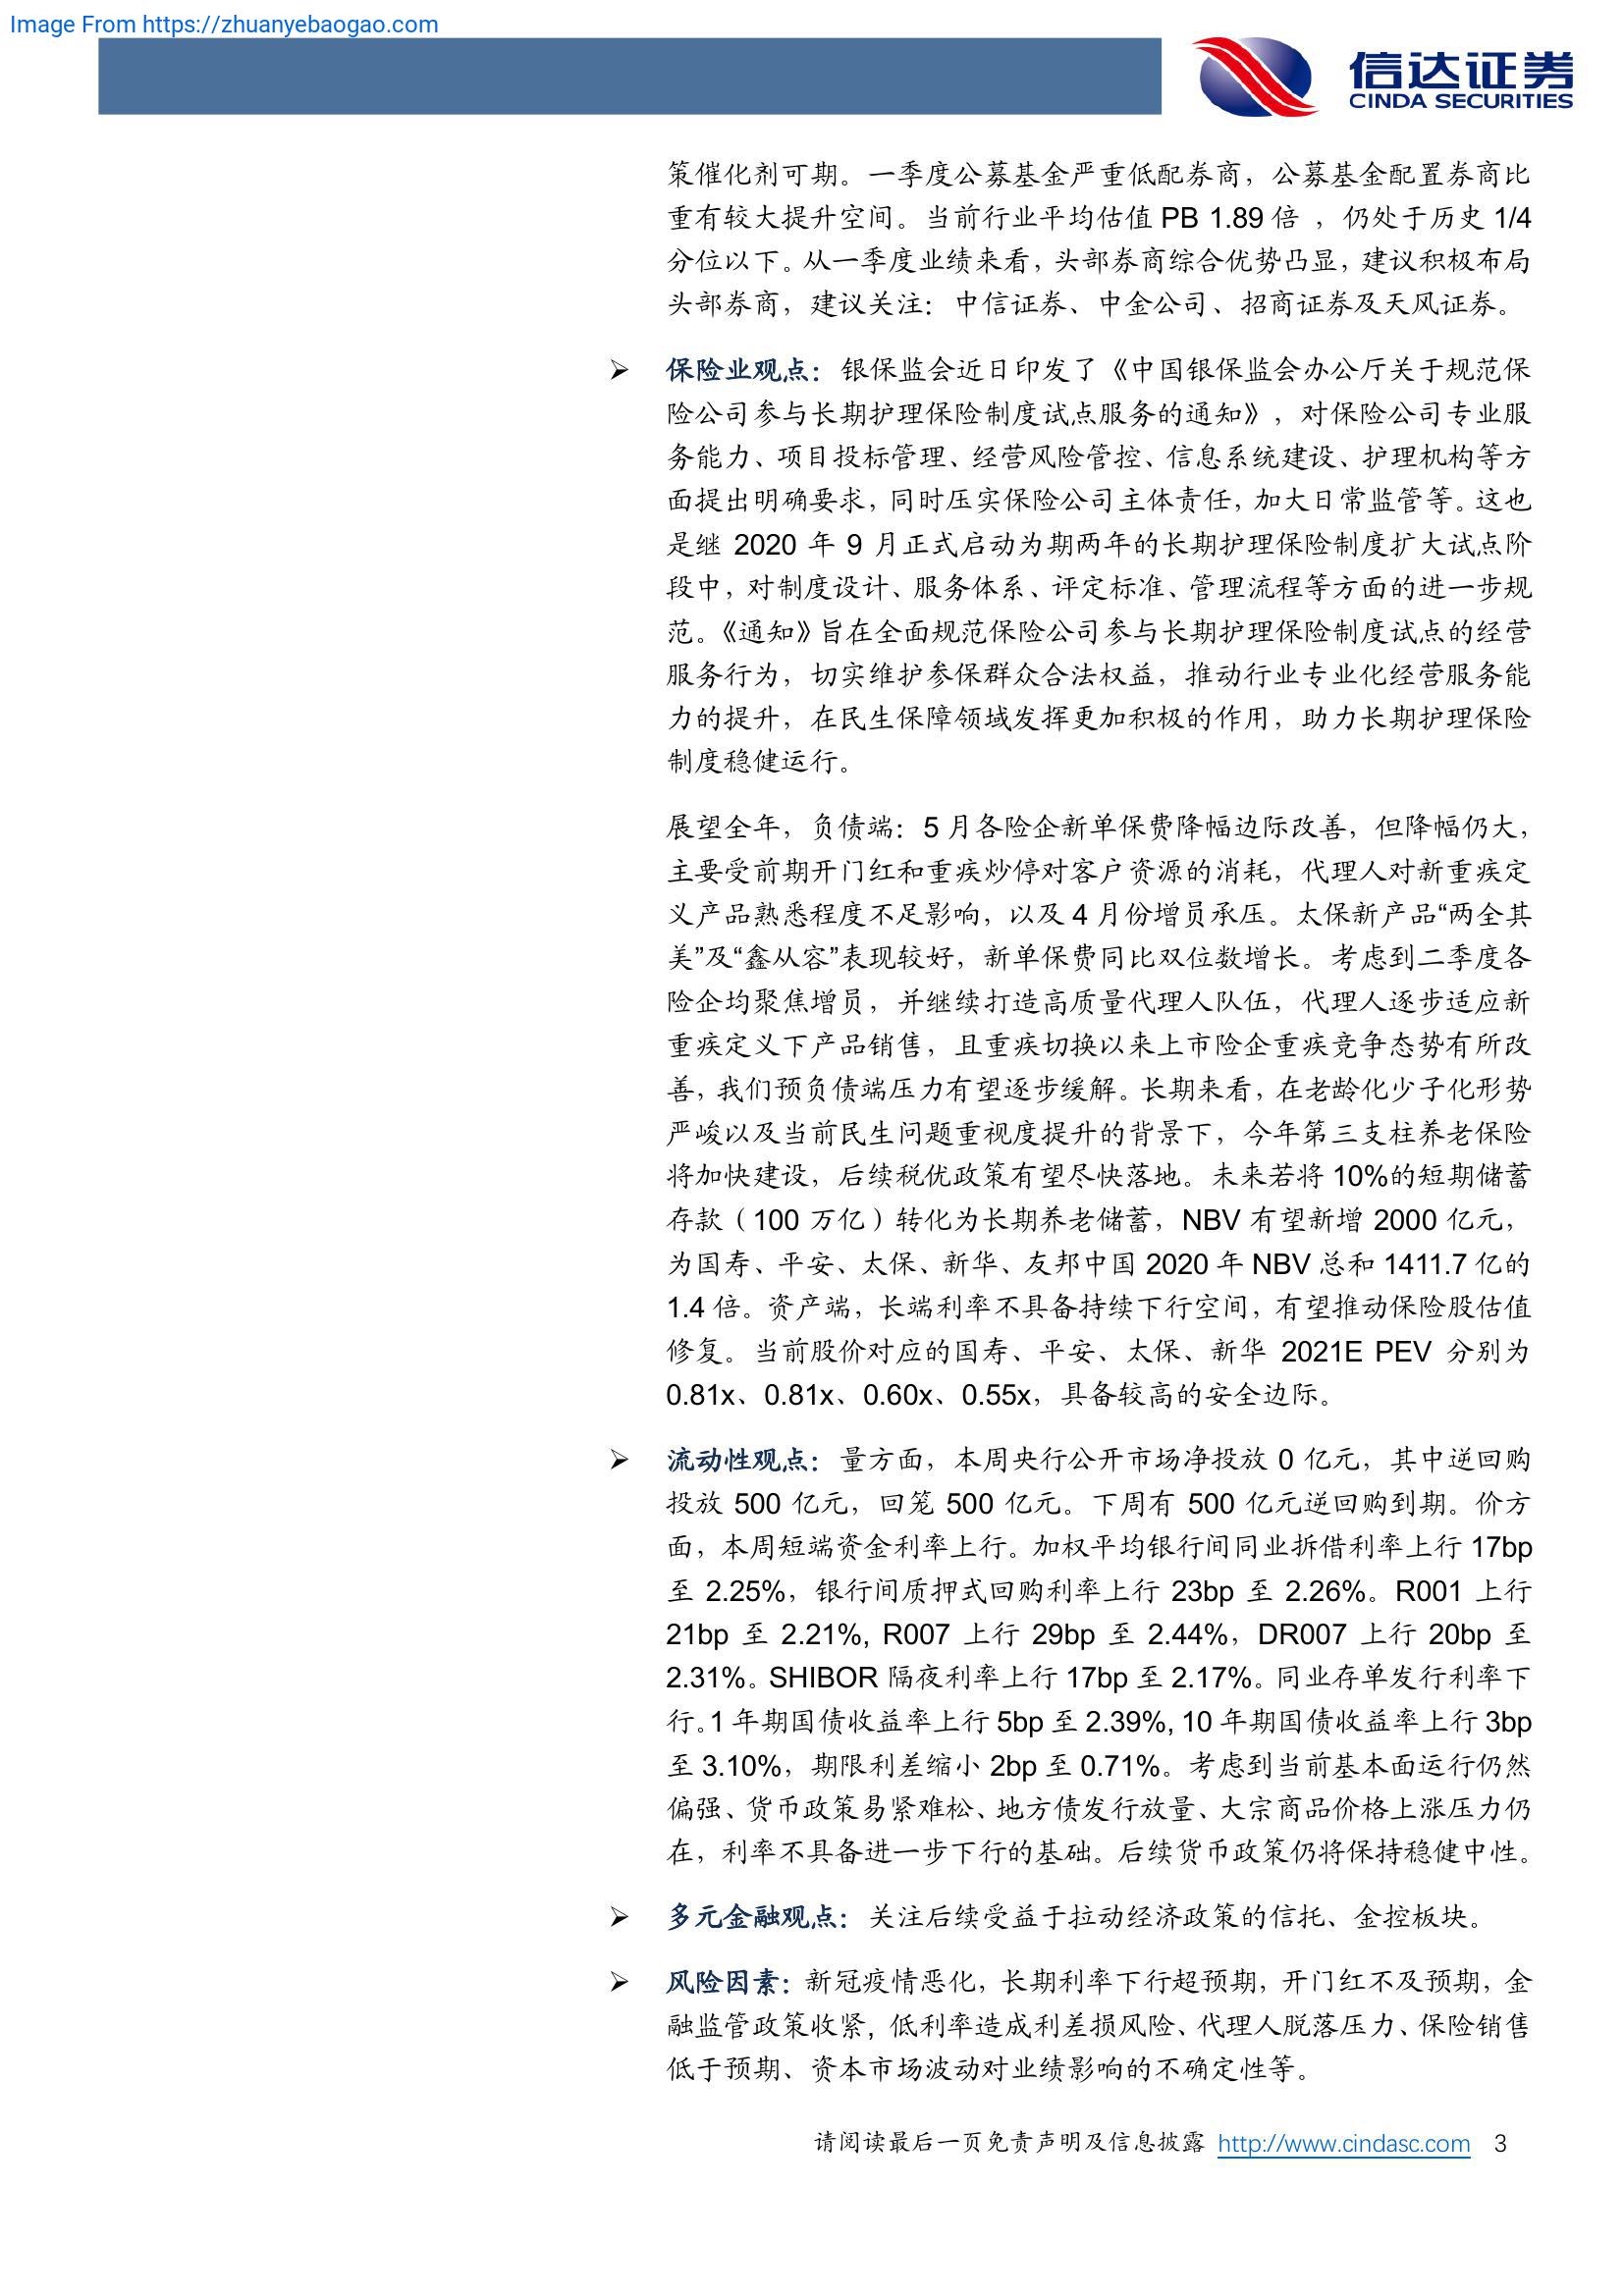 Image From https://zhuanyebaogao.com
信达证券
CINDA SECURITIES
策催化剂可期。一季度公募基金严重低配券商，公募基金配置券商比
重有较大提升空间。当前行业平均估值 PB 1.89 倍 ，仍处于历史 1/4
分位以下。从一季度业绩来看，头部券商综合优势凸显，建议积极布局
头部券商，建议关注：中信证券、中金公司、招商证券及天风证券。
➢ 保险业观点：银保监会近日印发了《中国银保监会办公厅关于规范保
险公司参与长期护理保险制度试点服务的通知》，对保险公司专业服
务能力、项目投标管理、经营风险管控、信息系统建设、护理机构等方
面提出明确要求，同时压实保险公司主体责任，加大日常监管等。这也
是继 2020 年 9 月正式启动为期两年的长期护理保险制度扩大试点阶
段中，对制度设计、服务体系、评定标准、管理流程等方面的进一步规
范。《通知》旨在全面规范保险公司参与长期护理保险制度试点的经营
服务行为，切实维护参保群众合法权益，推动行业专业化经营服务能
力的提升，在民生保障领域发挥更加积极的作用，助力长期护理保险
制度稳健运行。
展望全年，负债端：5 月各险企新单保费降幅边际改善，但降幅仍大，
主要受前期开门红和重疾炒停对客户资源的消耗，代理人对新重疾定
义产品熟悉程度不足影响，以及 4 月份增员承压。太保新产品“两全其
美”及“鑫从容”表现较好，新单保费同比双位数增长。考虑到二季度各
险企均聚焦增员，并继续打造高质量代理人队伍，代理人逐步适应新
重疾定义下产品销售，且重疾切换以来上市险企重疾竞争态势有所改
善，我们预负债端压力有望逐步缓解。长期来看，在老龄化少子化形势
严峻以及当前民生问题重视度提升的背景下，今年第三支柱养老保险
将加快建设，后续税优政策有望尽快落地。未来若将 10%的短期储蓄
存款（100 万亿）转化为长期养老储蓄，NBV 有望新增 2000 亿元，
为国寿、平安、太保、新华、友邦中国 2020 年 NBV 总和 1411.7 亿的
1.4 倍。资产端，长端利率不具备持续下行空间，有望推动保险股估值
修复。当前股价对应的国寿、平安、太保、新华 2021E PEV 分别为
0.81x、0.81x、0.60x、0.55x，具备较高的安全边际。
➢ 流动性观点：量方面，本周央行公开市场净投放 0 亿元，其中逆回购
投放 500 亿元，回笼 500 亿元。下周有 500 亿元逆回购到期。价方
面，本周短端资金利率上行。加权平均银行间同业拆借利率上行 17bp
至 2.25%，银行间质押式回购利率上行 23bp 至 2.26%。R001 上行
21bp 至 2.21%, R007 上行 29bp 至 2.44%，DR007 上行 20bp 至
2.31%。SHIBOR 隔夜利率上行 17bp 至 2.17%。同业存单发行利率下
行。1 年期国债收益率上行 5bp 至 2.39%, 10 年期国债收益率上行 3bp
至 3.10%，期限利差缩小 2bp 至 0.71%。考虑到当前基本面运行仍然
偏强、货币政策易紧难松、地方债发行放量、大宗商品价格上涨压力仍
在，利率不具备进一步下行的基础。后续货币政策仍将保持稳健中性。
➢ 多元金融观点：关注后续受益于拉动经济政策的信托、金控板块。
➢ 风险因素：新冠疫情恶化，长期利率下行超预期，开门红不及预期，金
融监管政策收紧, 低利率造成利差损风险、代理人脱落压力、保险销售
低于预期、资本市场波动对业绩影响的不确定性等。
请阅读最后一页免责声明及信息披露 http://www.cindasc.com 3